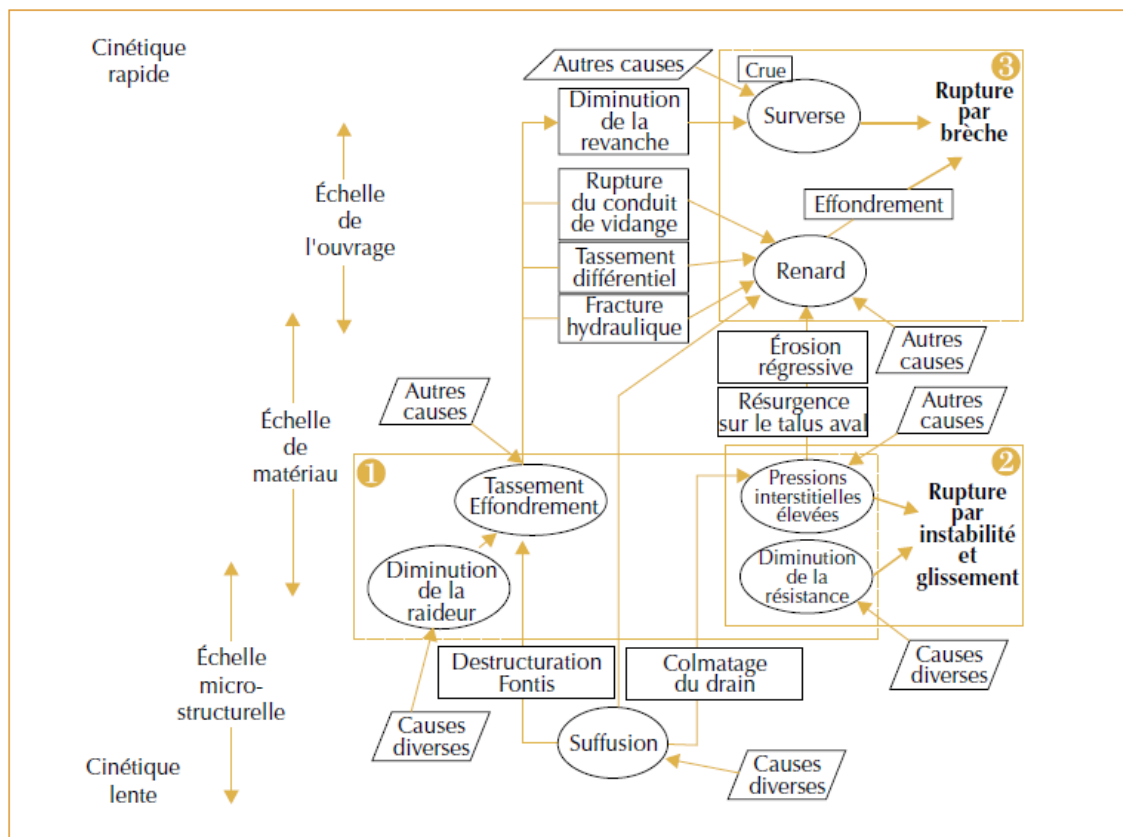 Cinétique
rapide
Autres causes
Crue
3
Surverse
Rupture
par
brèche
Diminution
de la
revanche
Échelle
de
l'ouvrage
Rupture
du conduit
de vidange
Effondrement
Tassement
différentiel
Renard
Fracture
hydraulique
Érosion
régressive
Autres
causes
Autres
causes
Résurgence
sur le talus aval
Autres
causes
Échelle
de
matériau
1
Tassement
Effondrement
Pressions
interstitielles
élevées
2
Rupture
par
instabilité
et
glissement
Diminution
de la
raideur
Diminution
de la
résistance
Échelle
micro-
structurelle
Destructuration
Fontis
Colmatage
du drain
Causes
diverses
Causes
diverses
Suffusion
Causes
diverses
Cinétique
lente